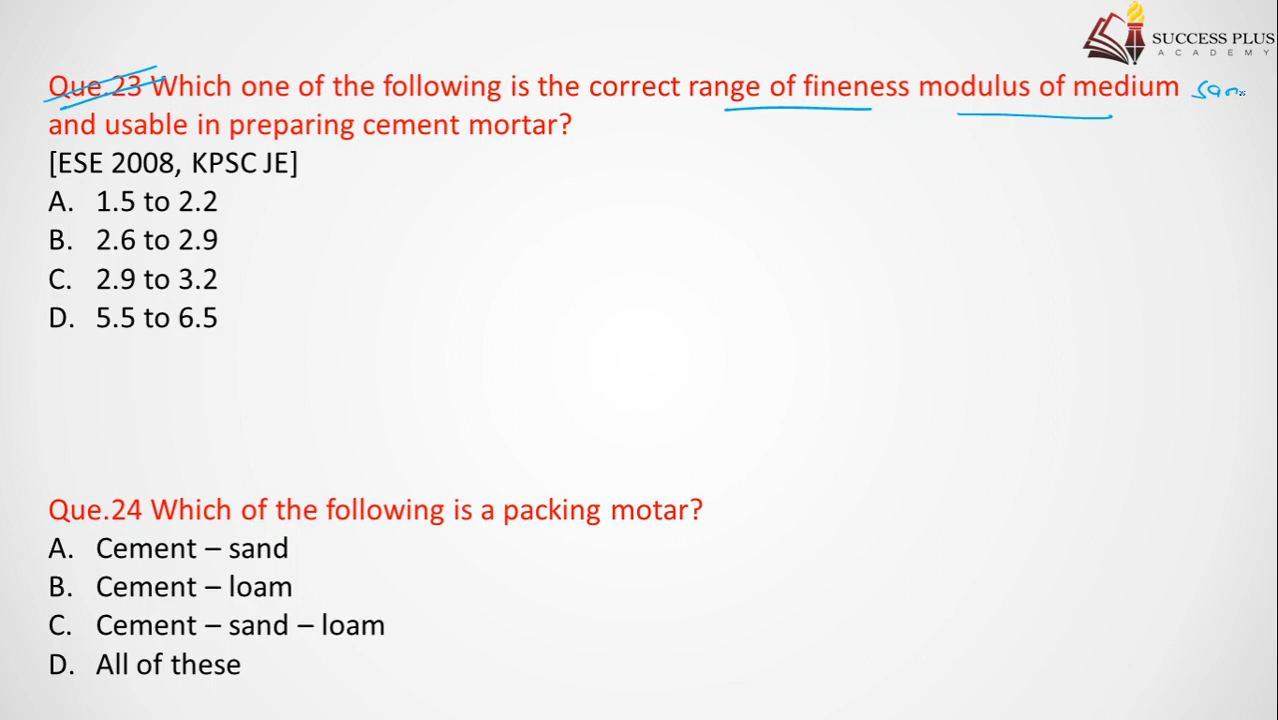 SUCCESS PLUS
ACADEMY
Que.23 Which one of the following is the correct range of fineness modulus of medium san
and usable in preparing cement mortar?
[ESE 2008, KPSC JE]
A. 1.5 to 2.2
B. 2.6 to 2.9
C. 2.9 to 3.2
D. 5.5 to 6.5
Que.24 Which of the following is a packing motar?
A. Cement – sand
B. Cement – loam
C. Cement – sand – loam
D. All of these